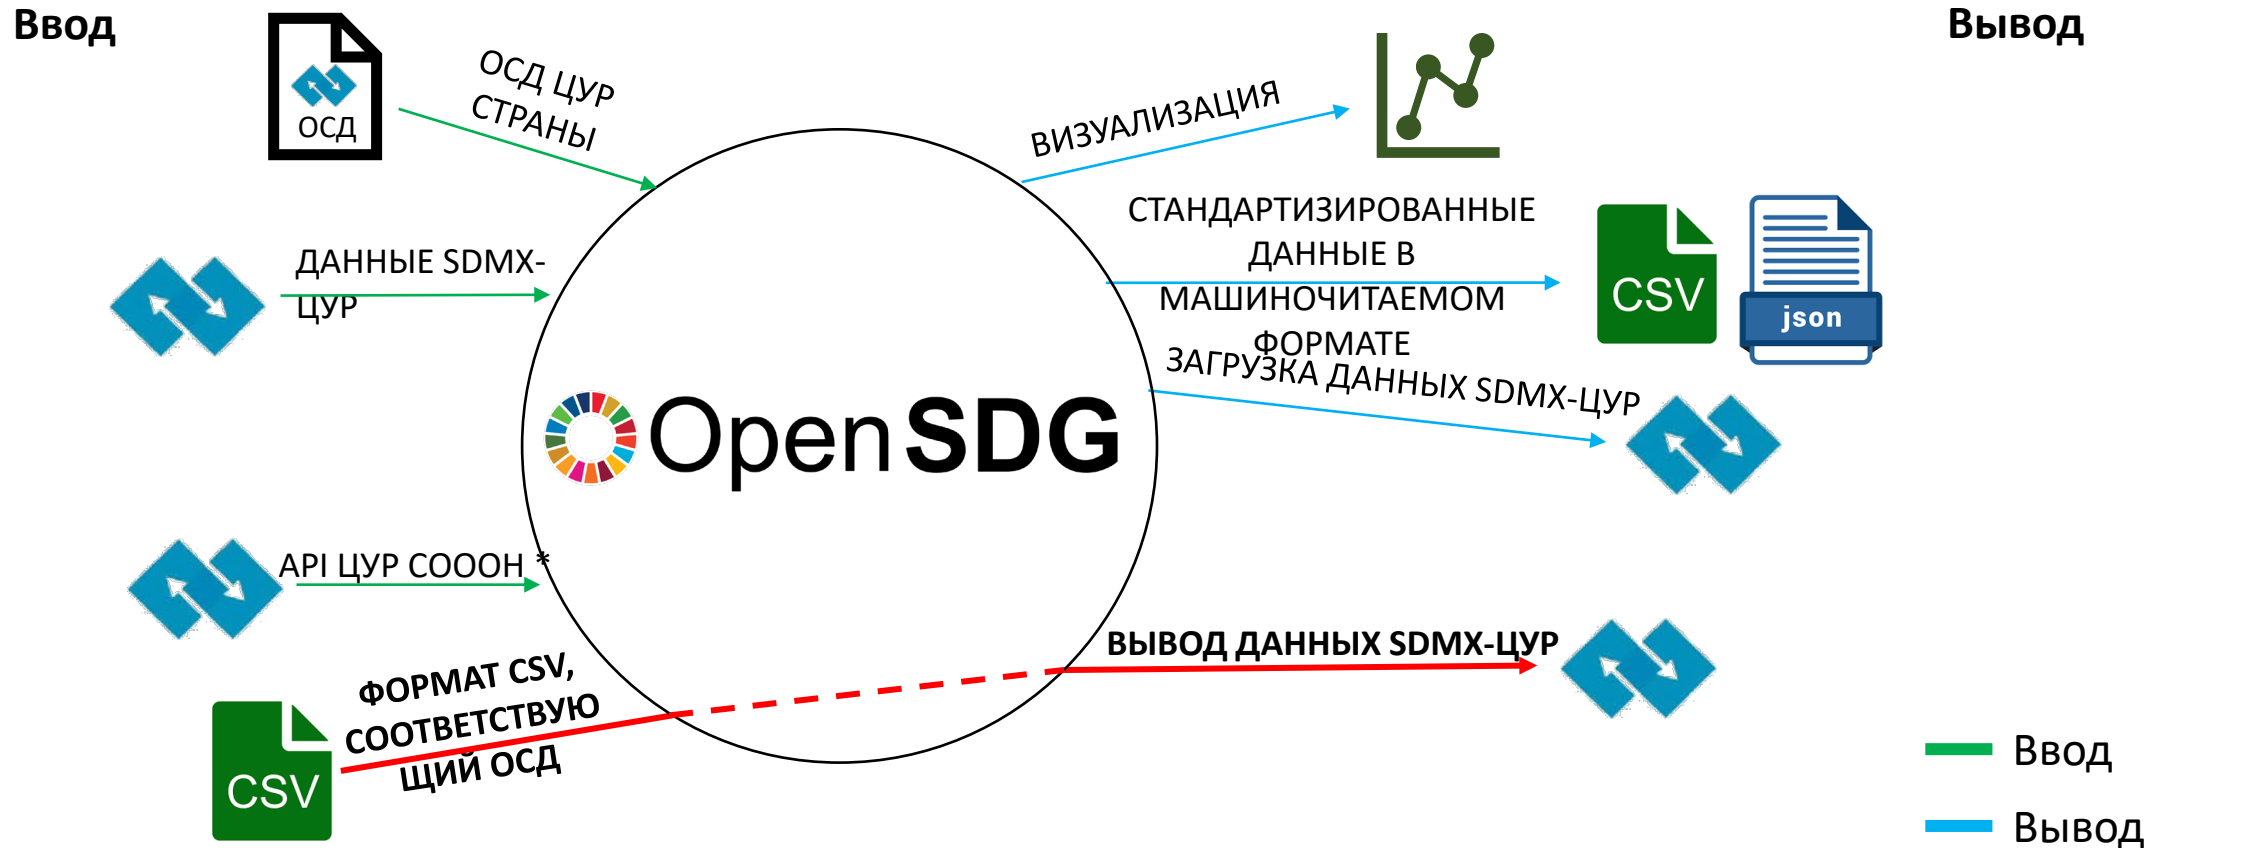 Ввод
Вывод
ОСД
ОСД ЦУР
СТРАНЫ
ВИЗУАЛИЗАЦИЯ
СТАНДАРТИЗИРОВАННЫЕ
ДАННЫЕ В
МАШИНОЧИТАЕМОМ
ФОРМАТЕ
CSV
json
ДАННЫЕ SDMX-
ЦУР
ЗАГРУЗКА ДАННЫХ SDMX-ЦУР
OpenSDG
API ЦУР СОООН *
ВЫВОД ДАННЫХ SDMX-ЦУР
ФОРМАТ CSV,
СООТВЕТСТВУЮ
ЩИЙ ОСД
CSV
Ввод
Вывод